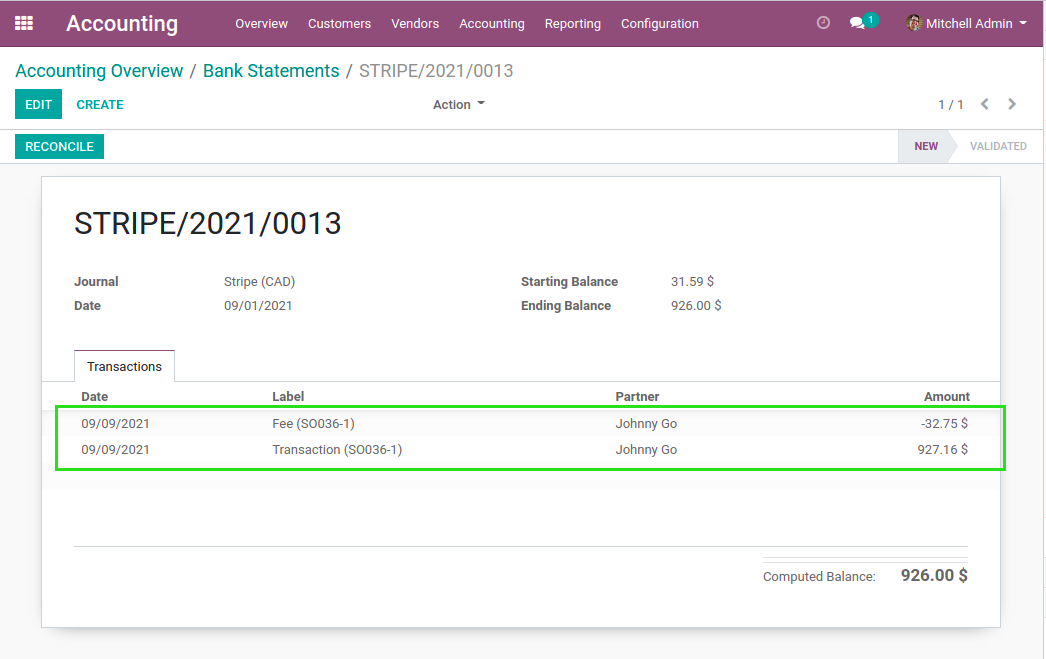 Accounting Overview Customers Vendors Accounting Reporting Configuration 1 Mitchell Admin
Accounting Overview / Bank Statements / STRIPE/2021/0013
EDIT CREATE Action 1 / 1
RECONCILE NEW VALIDATED
STRIPE/2021/0013
Journal Stripe (CAD) Starting Balance 31.59 $
Date 09/01/2021 Ending Balance 926.00 $
Transactions
Date Label Partner Amount
09/09/2021 Fee (SO036-1) Johnny Go -32.75 $
09/09/2021 Transaction (SO036-1) Johnny Go 927.16 $
Computed Balance: 926.00 $